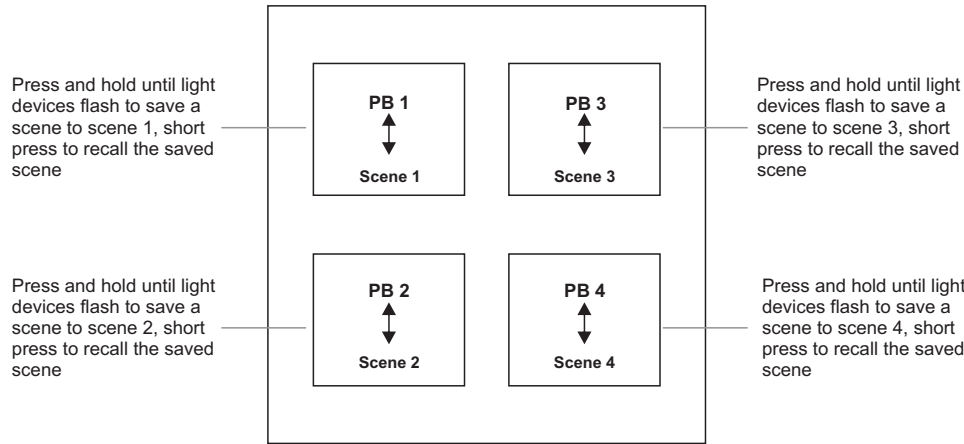 Press and hold until light
devices flash to save a
scene to scene 1, short
press to recall the saved
scene
PB 1
Scene 1
PB 3
Scene 3
Press and hold until light
devices flash to save a
scene to scene 3, short
press to recall the saved
scene
Press and hold until light
devices flash to save a
scene to scene 2, short
press to recall the saved
scene
PB 2
Scene 2
PB 4
Scene 4
Press and hold until light
devices flash to save a
scene to scene 4, short
press to recall the saved
scene